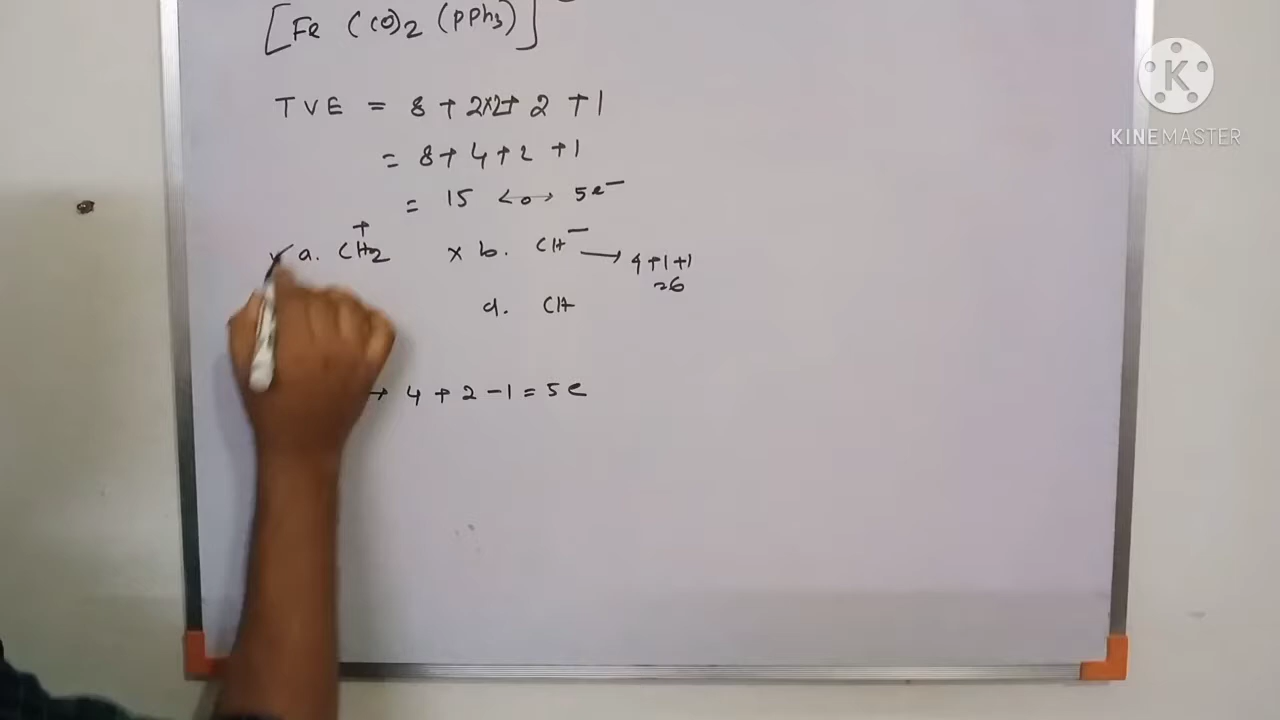 [Fe (CO)2 (PPh3)]⁻
TVE = 8 + 2×2+ 2 + 1
= 8 + 4 + 2 + 1
= 15 <-o-> 5e⁻
✓ a. CH2⁺ × b. CH⁻ → 4+1+1
=6
d. CH
→ 4 + 2 - 1 = 5 e
K
KINEMASTER